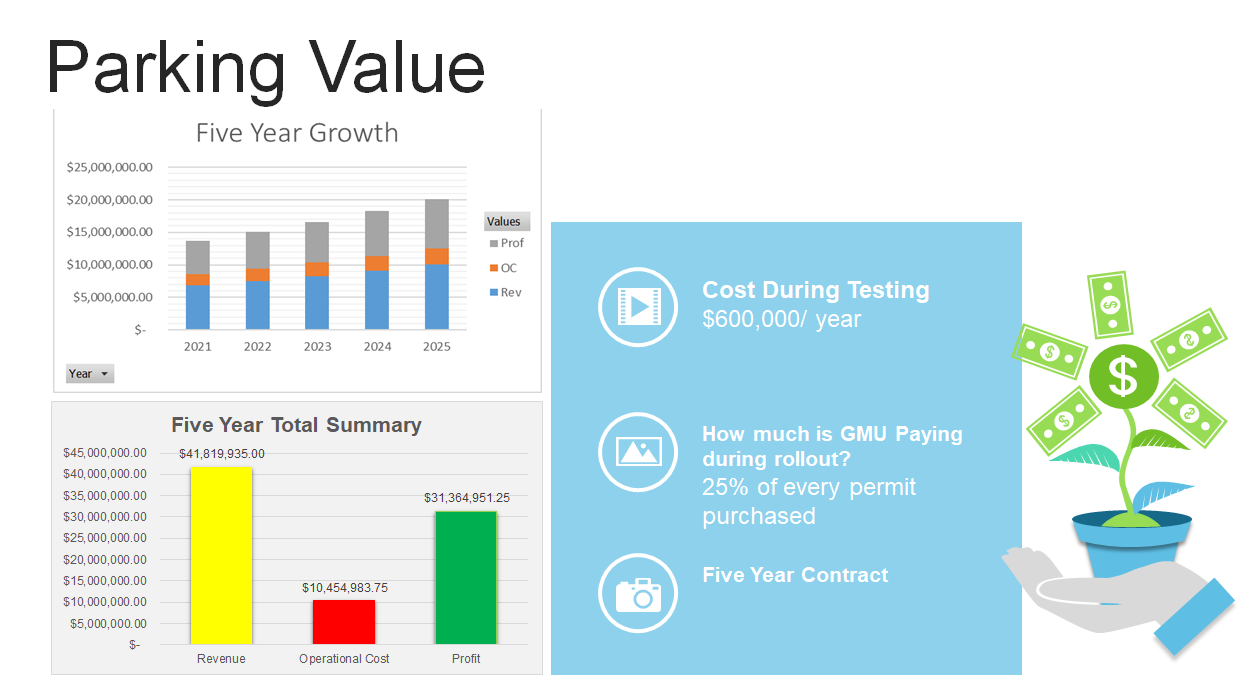 Parking Value
Five Year Growth
$25,000,000.00
$20,000,000.00
$15,000,000.00
$10,000,000.00
$5,000,000.00
$-
2021 2022 2023 2024 2025
Values
Prof
OC
Rev
Year
Five Year Total Summary
$45,000,000.00
$40,000,000.00
$35,000,000.00
$30,000,000.00
$25,000,000.00
$20,000,000.00
$15,000,000.00
$10,000,000.00
$5,000,000.00
$-
$41,819,935.00
$10,454,983.75
$31,364,951.25
Revenue Operational Cost Profit
Cost During Testing
$600,000/ year
How much is GMU Paying
during rollout?
25% of every permit
purchased
Five Year Contract
$
$
$
$
$
$